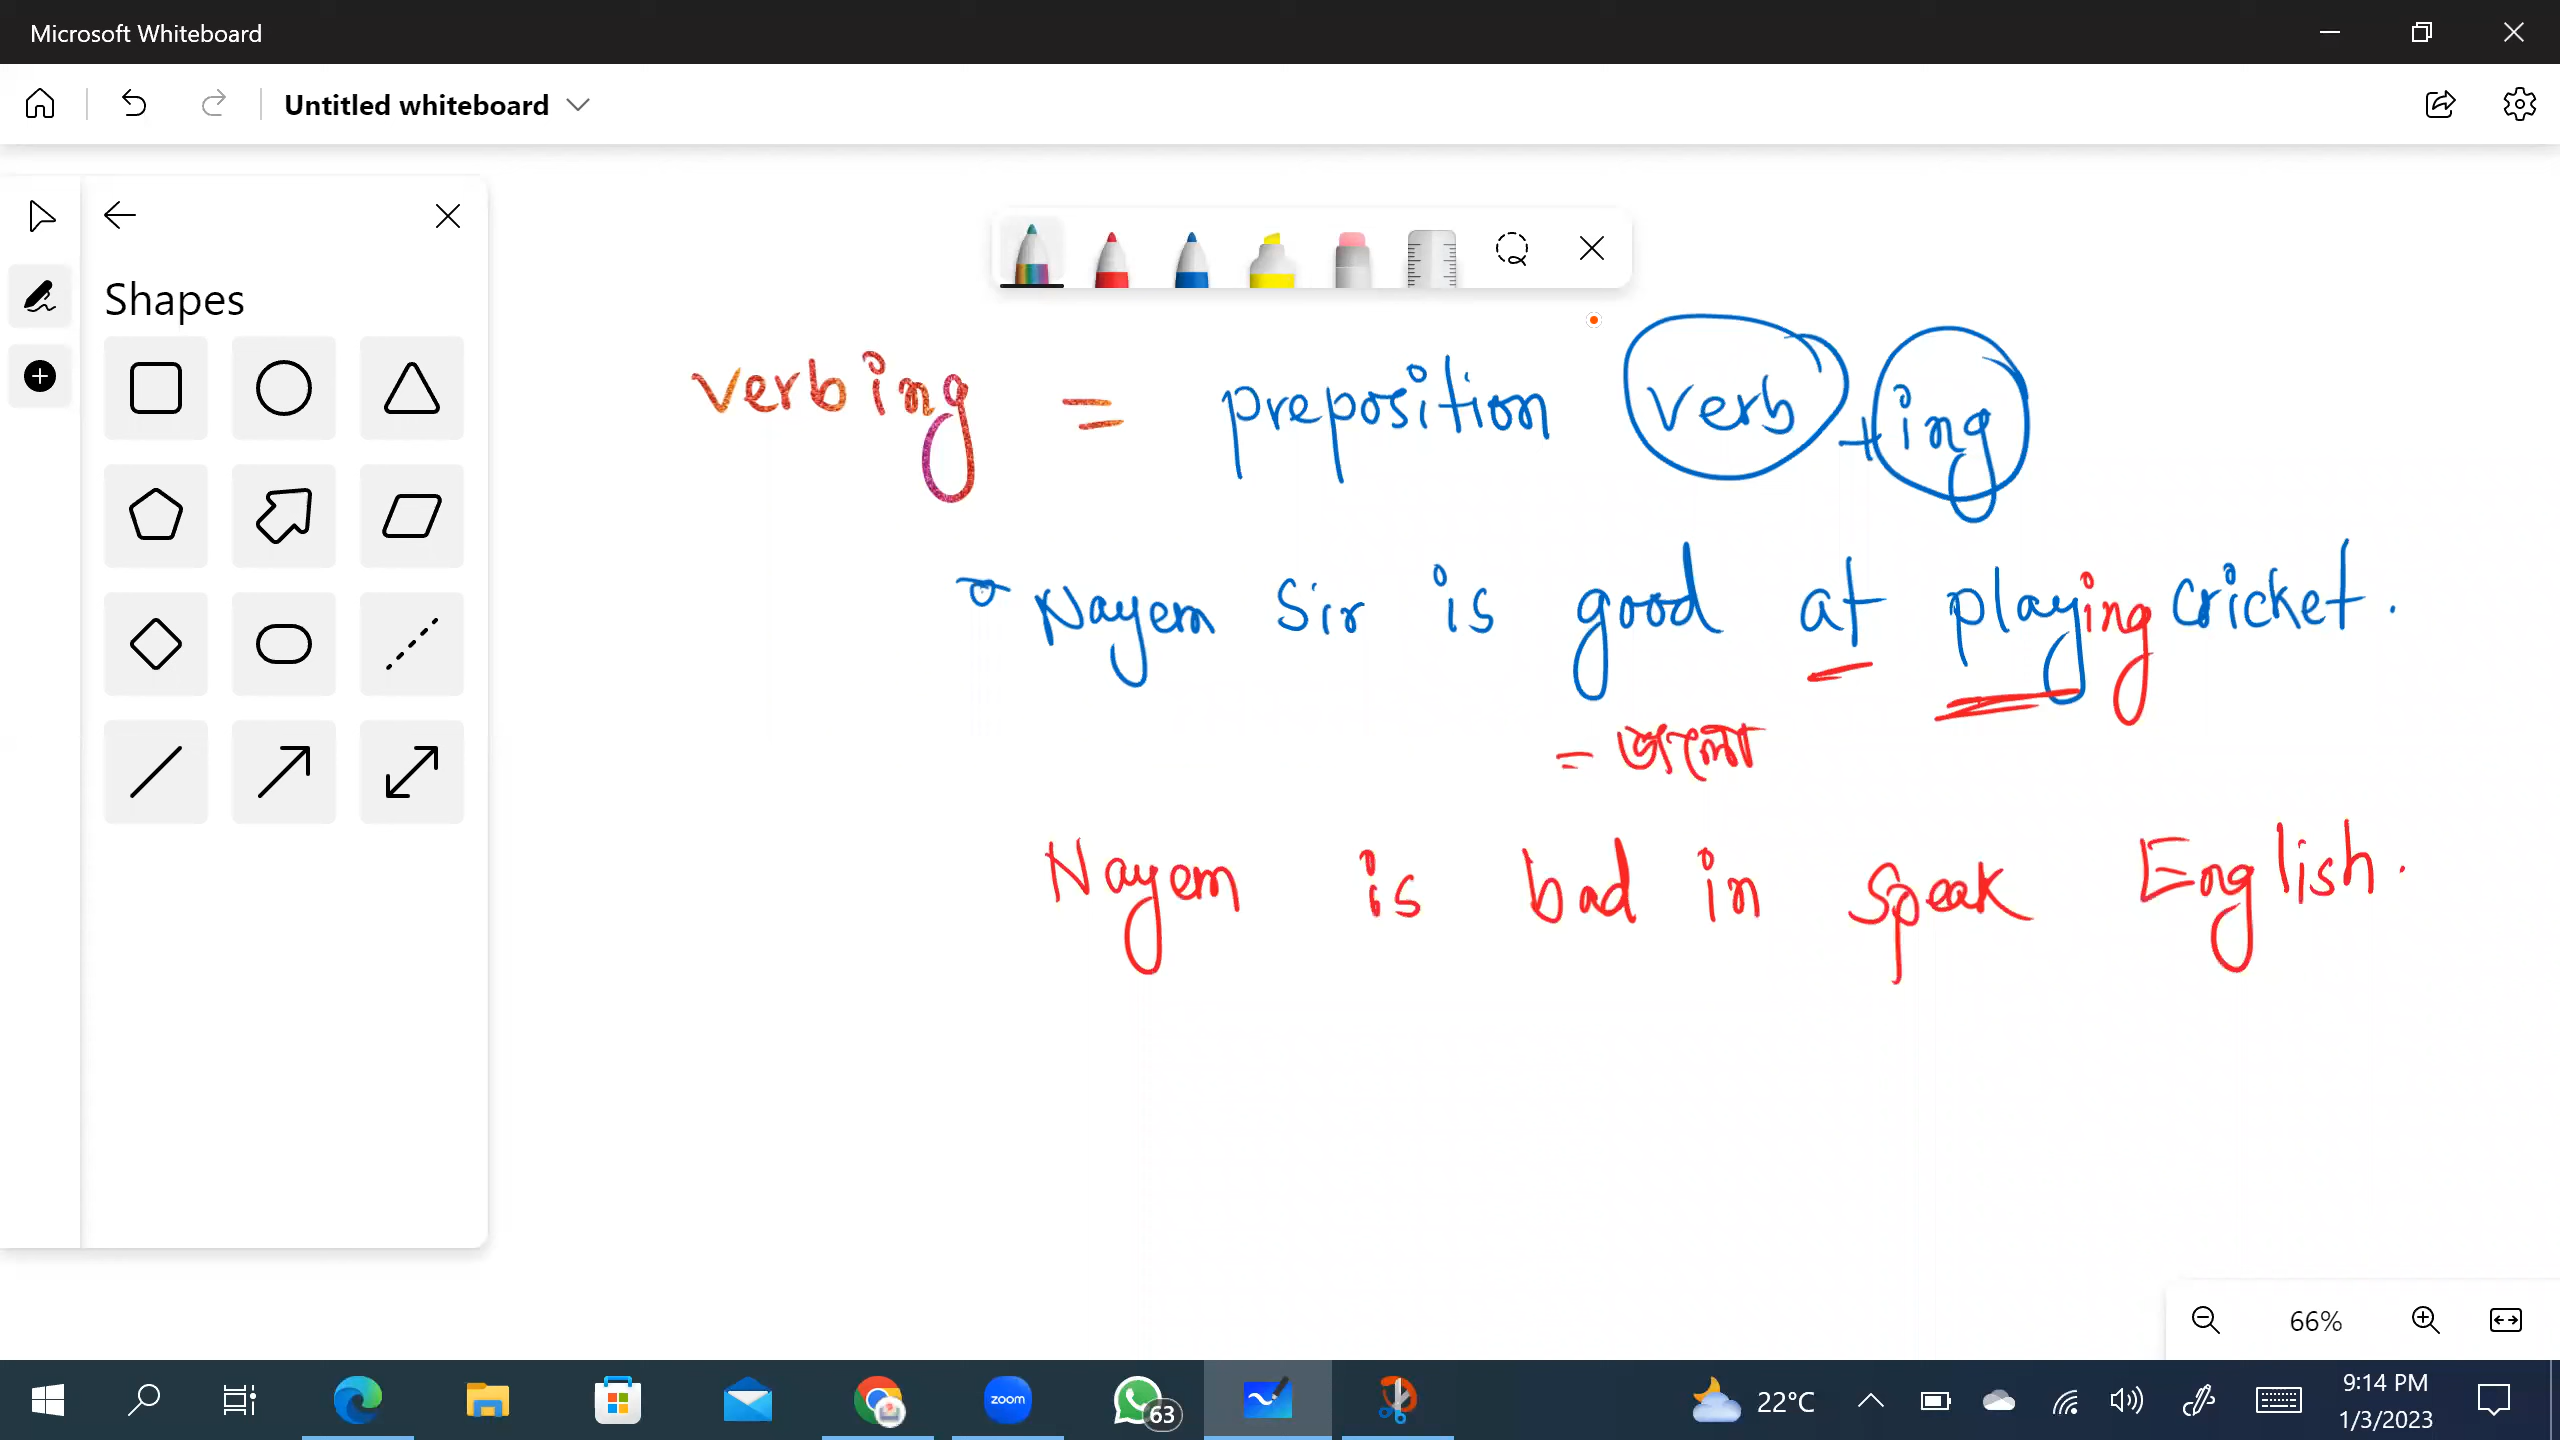 Microsoft Whiteboard
Untitled whiteboard
Shapes
verbing = preposition verb + ing
Nayem Sir is good at playing cricket.
= ভালো
Nayem is bad in speak English.
66%
zoom
63
22°C
9:14 PM
1/3/2023